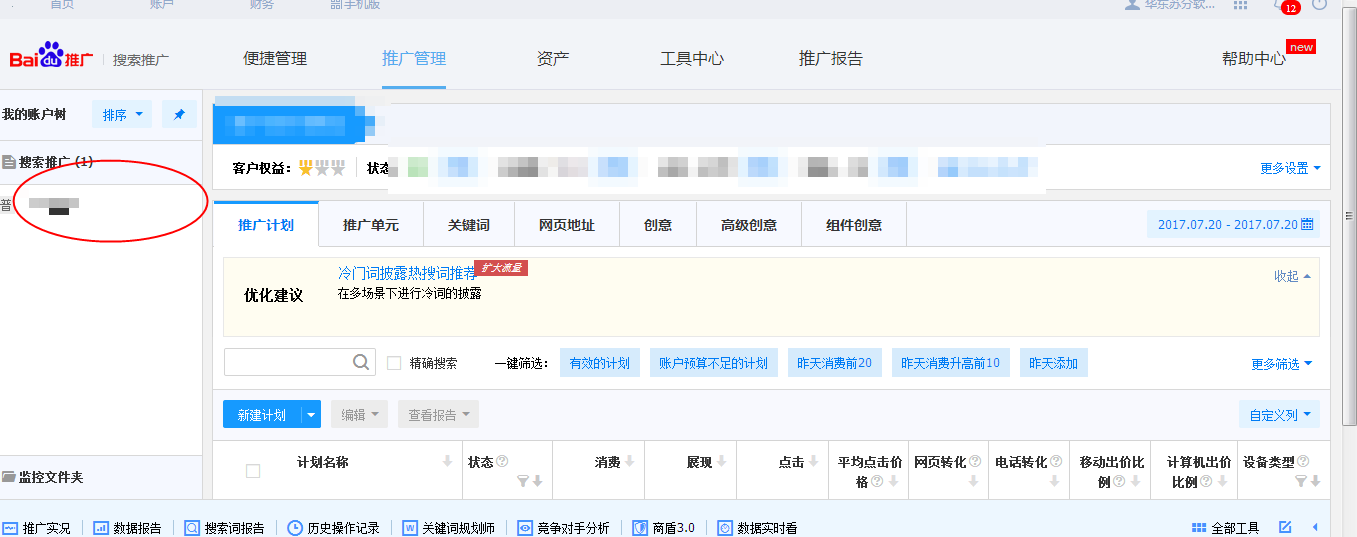 首页 账户 财务 手机版 华东苏分软... 12
Bai du 推广 搜索推广 便捷管理 推广管理 资产 工具中心 推广报告 帮助中心 new
我的账户树 排序
搜索推广 (1)
普
客户权益： 状态 更多设置
推广计划 推广单元 关键词 网页地址 创意 高级创意 组件创意 2017.07.20 - 2017.07.20
优化建议 冷门词披露热搜词推荐 扩大流量 收起
在多场景下进行冷词的披露
精确搜索 一键筛选： 有效的计划 账户预算不足的计划 昨天消费前20 昨天消费升高前10 昨天添加 更多筛选
新建计划 编辑 查看报告 自定义列
计划名称 状态 消费 展现 点击 平均点击价格 网页转化 电话转化 移动出价比例 计算机出价比例 设备类型
监控文件夹
推广实况 数据报告 搜索词报告 历史操作记录 关键词规划师 竞争对手分析 商盾3.0 数据实时看 全部工具